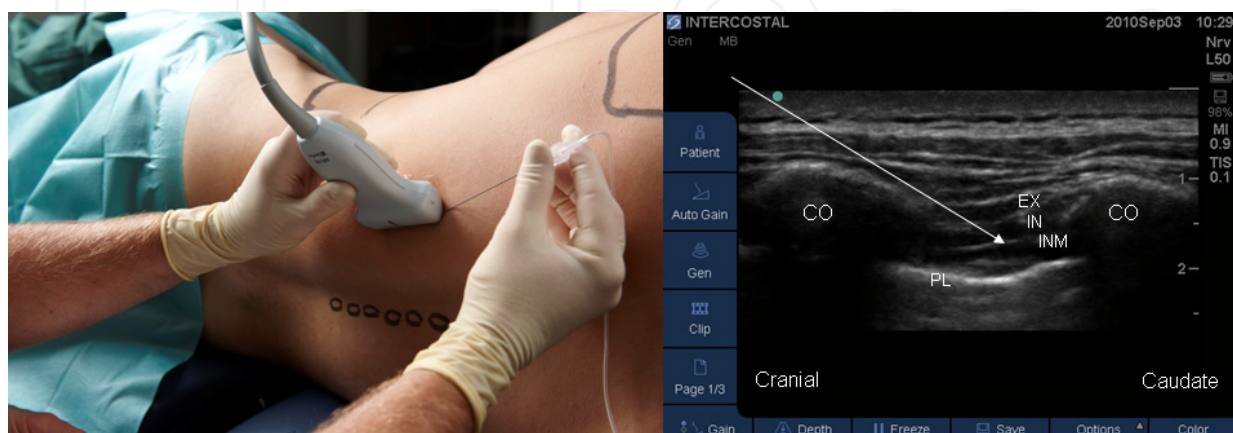 INTERCOSTAL
2010Sep03 10:29
Gen MB
Nrv
L50
98%
MI
0.9
TIS
0.1
Patient
Auto Gain
Gen
Clip
Page 1/3
Gain
Depth
Freeze
Save
Options
Color
CO
EX
IN
INM
CO
PL
1
2
Cranial
Caudate